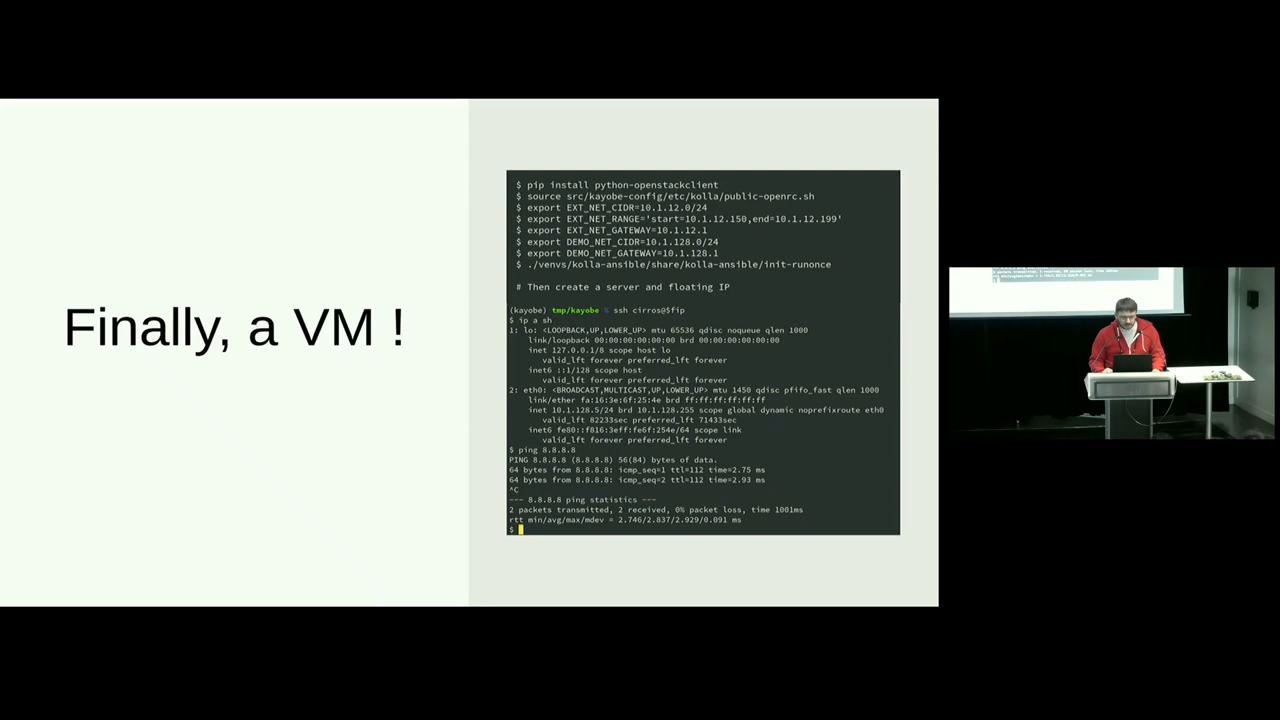 Finally, a VM !
$ pip install python-openstackclient
$ source src/kayobe-config/etc/kolla/public-openrc.sh
$ export EXT_NET_CIDR=10.1.12.0/24
$ export EXT_NET_RANGE='start=10.1.12.150,end=10.1.12.199'
$ export EXT_NET_GATEWAY=10.1.12.1
$ export DEMO_NET_CIDR=10.1.128.0/24
$ export DEMO_NET_GATEWAY=10.1.128.1
$ ./venvs/kolla-ansible/share/kolla-ansible/init-runonce
# Then create a server and floating IP
(kayobe) tmp/kayobe % ssh cirros@$fip
$ ip a sh
1: lo: <LOOPBACK,UP,LOWER_UP> mtu 65536 qdisc noqueue qlen 1000
link/loopback 00:00:00:00:00:00 brd 00:00:00:00:00:00
inet 127.0.0.1/8 scope host lo
valid_lft forever preferred_lft forever
inet6 ::1/128 scope host
valid_lft forever preferred_lft forever
2: eth0: <BROADCAST,MULTICAST,UP,LOWER_UP> mtu 1450 qdisc pfifo_fast qlen 1000
link/ether fa:16:3e:6f:25:4e brd ff:ff:ff:ff:ff:ff
inet 10.1.128.5/24 brd 10.1.128.255 scope global dynamic noprefixroute eth0
valid_lft 82233sec preferred_lft 71433sec
inet6 fe80::f816:3eff:fe6f:254e/64 scope link
valid_lft forever preferred_lft forever
$ ping 8.8.8.8
PING 8.8.8.8 (8.8.8.8) 56(84) bytes of data.
64 bytes from 8.8.8.8: icmp_seq=1 ttl=112 time=2.75 ms
64 bytes from 8.8.8.8: icmp_seq=2 ttl=112 time=2.93 ms
^C
--- 8.8.8.8 ping statistics ---
2 packets transmitted, 2 received, 0% packet loss, time 1001ms
rtt min/avg/max/mdev = 2.746/2.837/2.929/0.091 ms
$